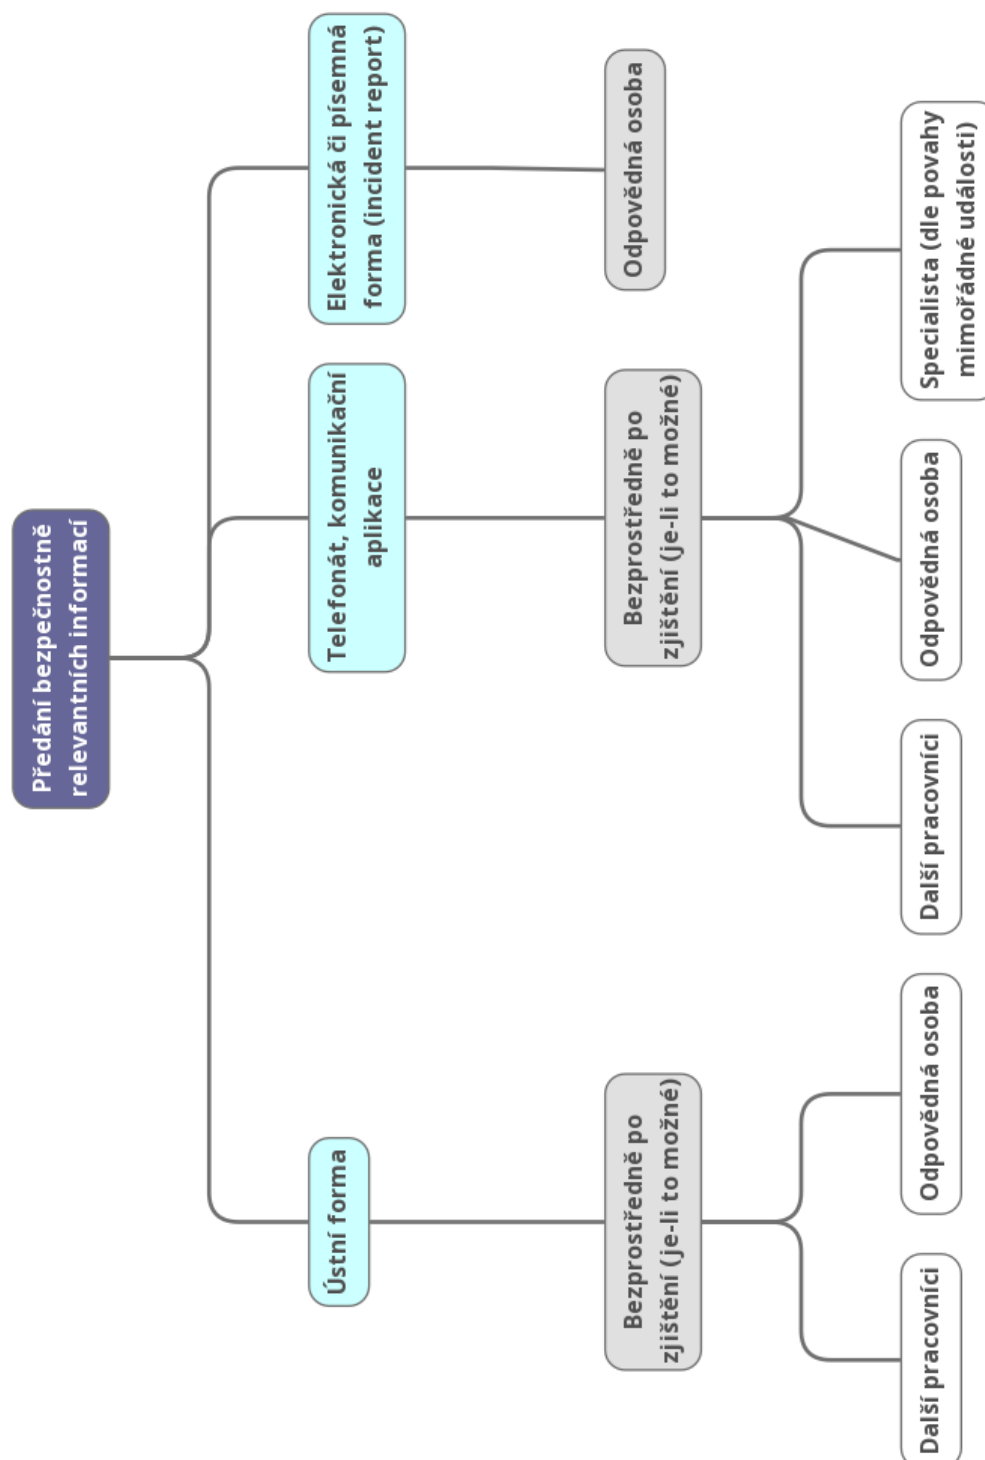 Předání bezpečnostně
relevantních informací
Ústní forma
Telefonát, komunikační
aplikace
Elektronická či písemná
forma (incident report)
Bezprostředně po
zjištění (je-li to možné)
Bezprostředně po
zjištění (je-li to možné)
Odpovědná osoba
Další pracovníci
Odpovědná osoba
Další pracovníci
Odpovědná osoba
Specialista (dle povahy
mimořádné události)